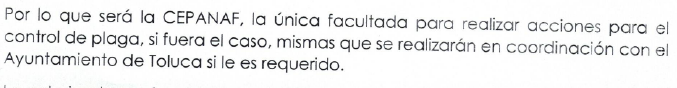 Por lo que será la CEPANAF, la única facultada para realizar acciones para el
control de plaga, si fuera el caso, mismas que se realizarán en coordinación con el
Ayuntamiento de Toluca si le es requerido.